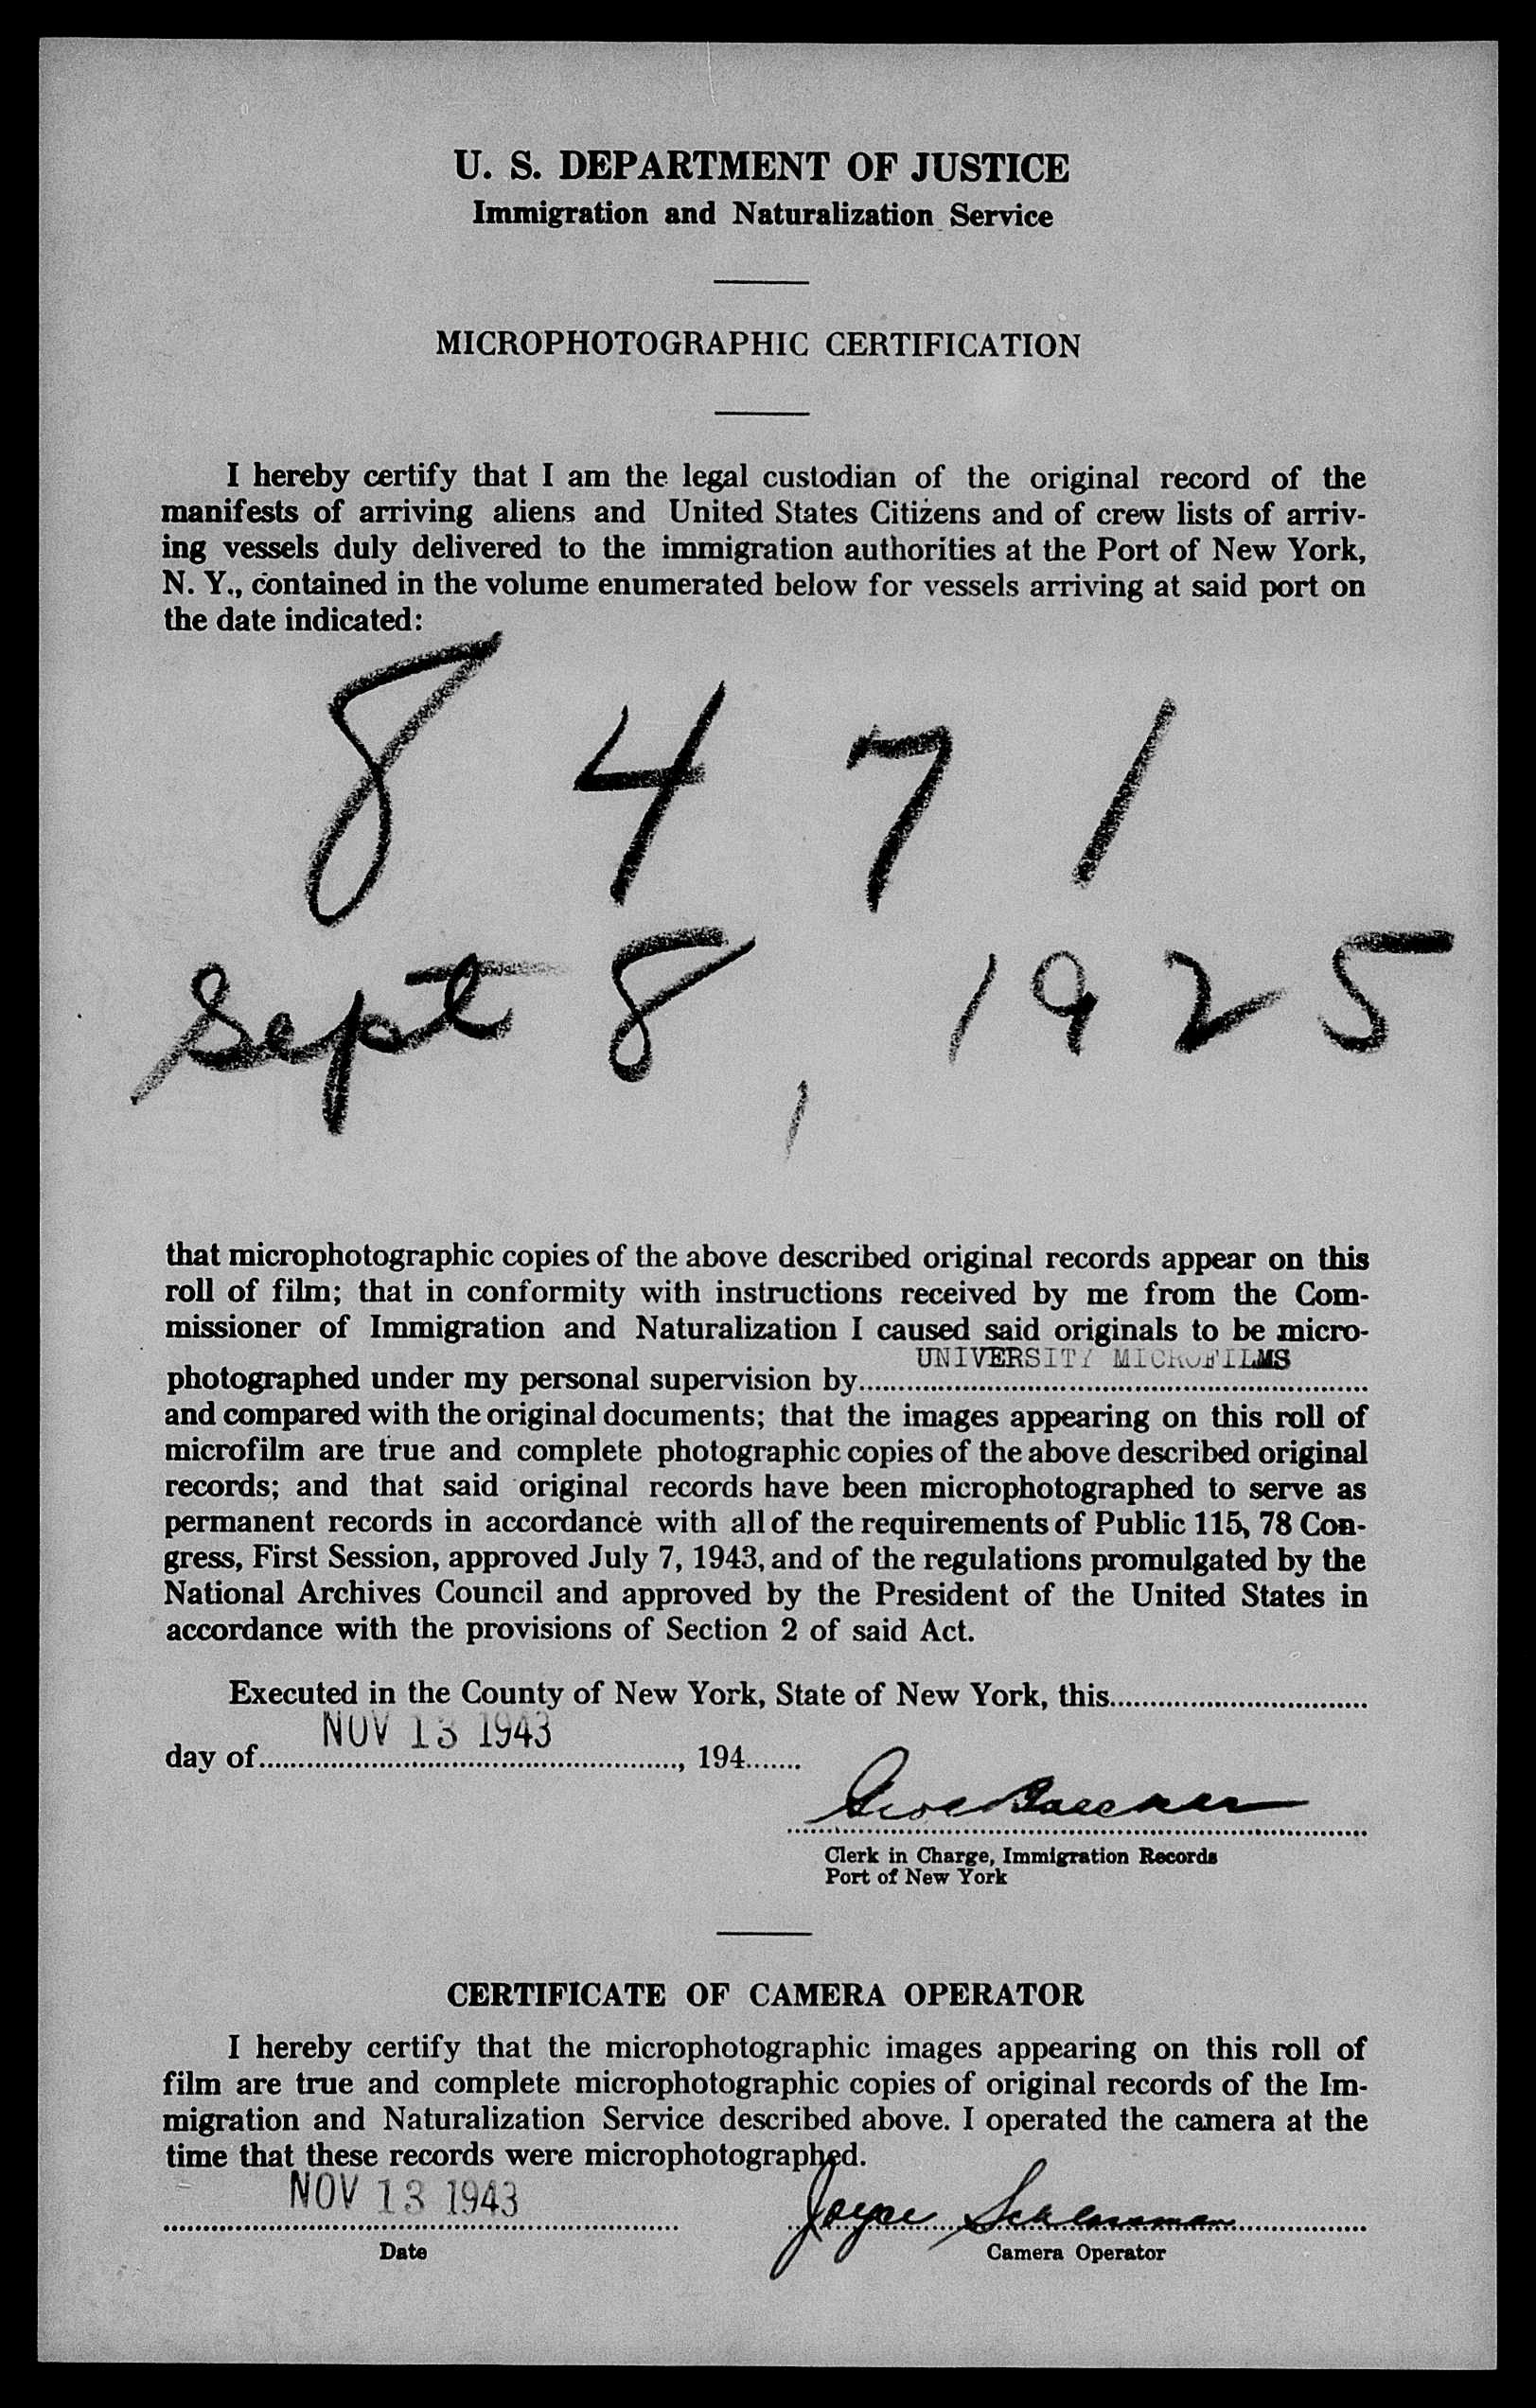 U. S. DEPARTMENT OF JUSTICE
Immigration and Naturalization Service
MICROPHOTOGRAPHIC CERTIFICATION
I hereby certify that I am the legal custodian of the original record of the
manifests of arriving aliens and United States Citizens and of crew lists of arriv-
ing vessels duly delivered to the immigration authorities at the Port of New York,
N. Y., contained in the volume enumerated below for vessels arriving at said port on
the date indicated:
8 4 7 1
Sept 8, 1925
that microphotographic copies of the above described original records appear on this
roll of film; that in conformity with instructions received by me from the Com-
missioner of Immigration and Naturalization I caused said originals to be micro-
UNIVERSITY MICROFILMS
photographed under my personal supervision by
and compared with the original documents; that the images appearing on this roll of
microfilm are true and complete photographic copies of the above described original
records; and that said original records have been microphotographed to serve as
permanent records in accordance with all of the requirements of Public 115, 78 Con-
gress, First Session, approved July 7, 1943, and of the regulations promulgated by the
National Archives Council and approved by the President of the United States in
accordance with the provisions of Section 2 of said Act.
Executed in the County of New York, State of New York, this
NOV 13 1943
day of , 194
Clerk in Charge, Immigration Records
Port of New York
CERTIFICATE OF CAMERA OPERATOR
I hereby certify that the microphotographic images appearing on this roll of
film are true and complete microphotographic copies of original records of the Im-
migration and Naturalization Service described above. I operated the camera at the
time that these records were microphotographed.
NOV 13 1943
Joyce
Date
Camera Operator